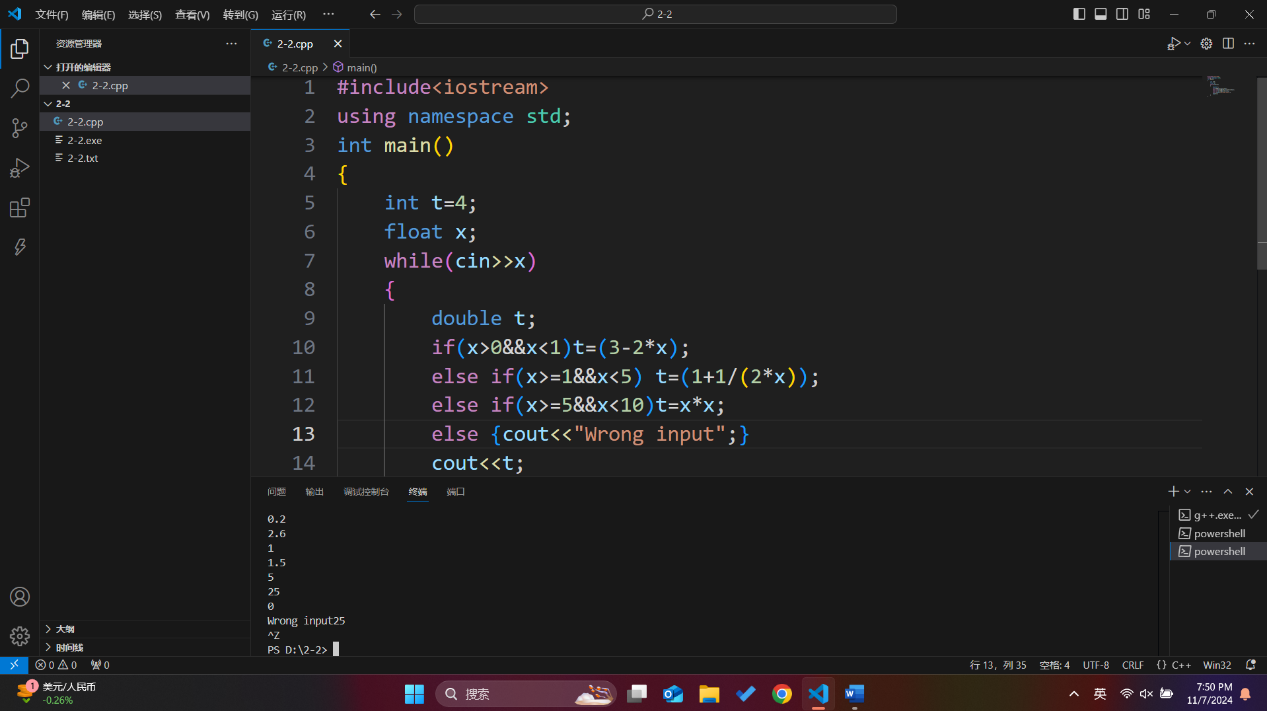 文件(F) 编辑(E) 选择(S) 查看(V) 转到(G) 运行(R) ··· 2-2
资源管理器 ···
打开的编辑器
2-2.cpp
2-2
2-2.cpp
2-2.exe
2-2.txt
大纲
时间线
2-2.cpp
2-2.cpp > main()
1 #include<iostream>
2 using namespace std;
3 int main()
4 {
5 int t=4;
6 float x;
7 while(cin>>x)
8 {
9 double t;
10 if(x>0&&x<1)t=(3-2*x);
11 else if(x>=1&&x<5) t=(1+1/(2*x));
12 else if(x>=5&&x<10)t=x*x;
13 else {cout<<"Wrong input";}
14 cout<<t;
问题 输出 调试控制台 终端 端口
0.2
2.6
1
1.5
5
25
0
Wrong input25
^Z
PS D:\2-2>
g++.exe...
powershell
powershell
0 0 0 行 13，列 35 空格: 4 UTF-8 CRLF {} C++ Win32
1 美元/人民币
-0.26%
搜索
英
7:50 PM
11/7/2024